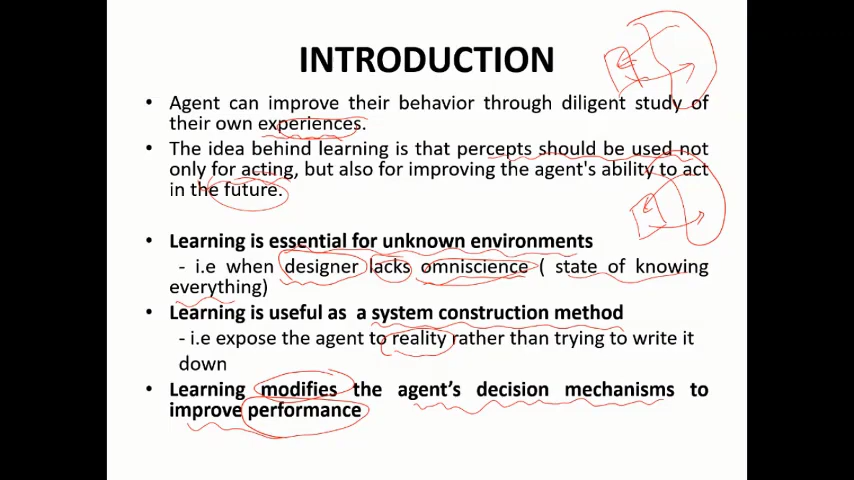 INTRODUCTION
• Agent can improve their behavior through diligent study of
their own experiences.
• The idea behind learning is that percepts should be used not
only for acting, but also for improving the agent's ability to act
in the future.
• Learning is essential for unknown environments
- i.e when designer lacks omniscience ( state of knowing
everything)
• Learning is useful as a system construction method
- i.e expose the agent to reality rather than trying to write it
down
• Learning modifies the agent's decision mechanisms to
improve performance